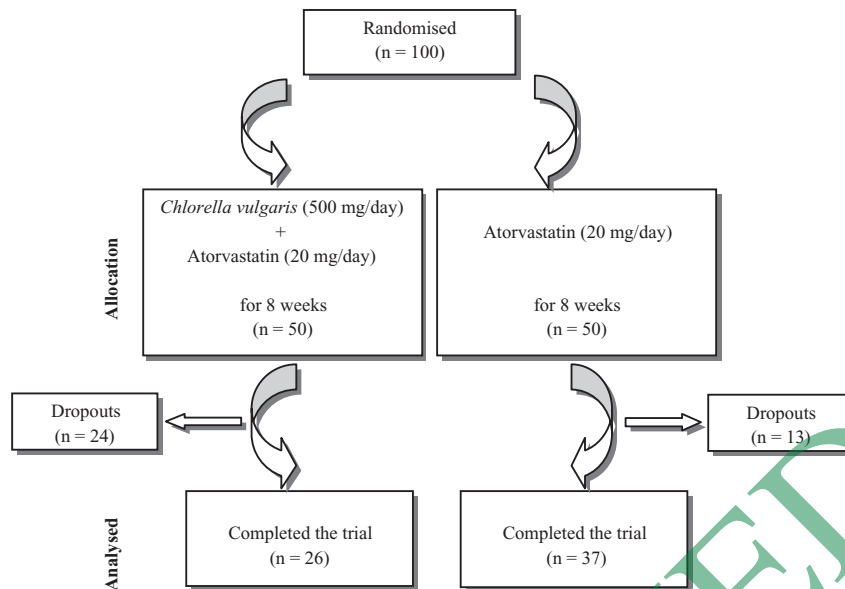 Randomised
(n = 100)
Chlorella vulgaris (500 mg/day)
+
Atorvastatin (20 mg/day)
for 8 weeks
(n = 50)
Atorvastatin (20 mg/day)
for 8 weeks
(n = 50)
Allocation
Dropouts
(n = 24)
Dropouts
(n = 13)
Completed the trial
(n = 26)
Completed the trial
(n = 37)
Analysed